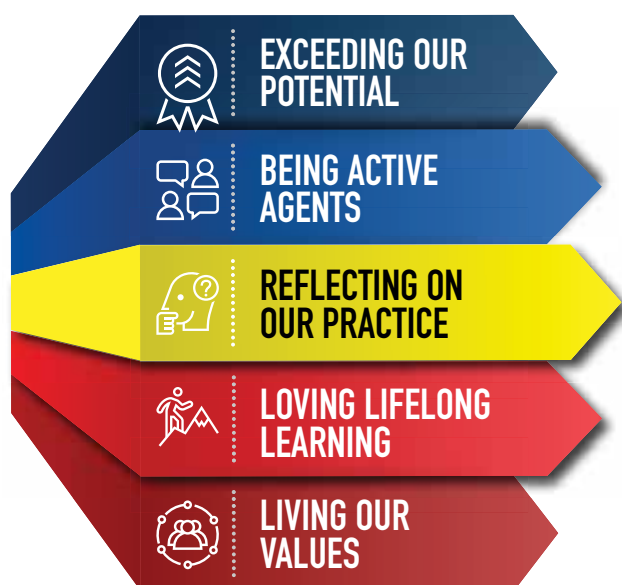 EXCEEDING OUR
POTENTIAL
BEING ACTIVE
AGENTS
?
REFLECTING ON
OUR PRACTICE
LOVING LIFELONG
LEARNING
LIVING OUR
VALUES